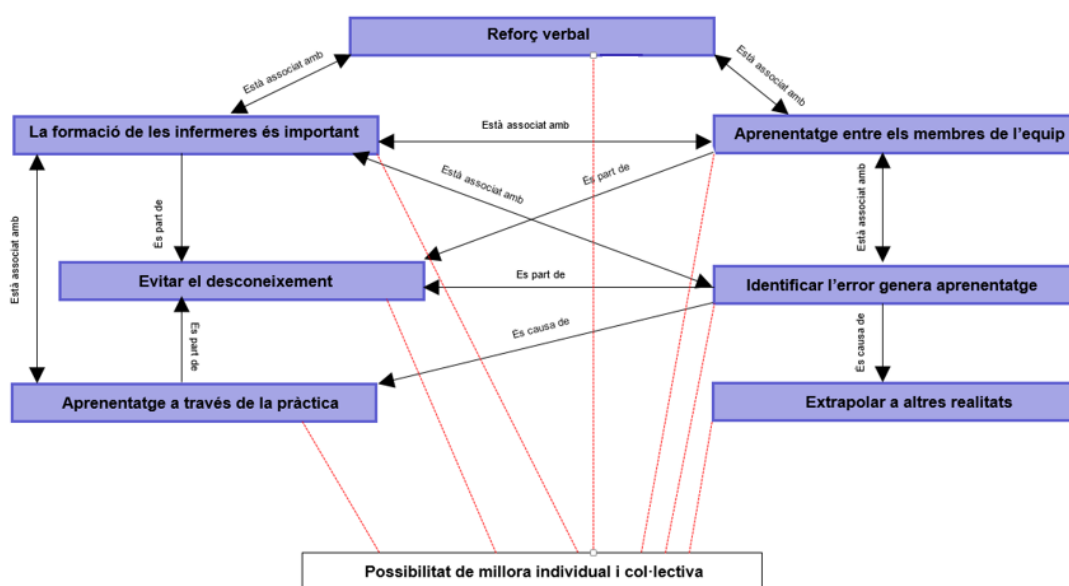 Reforç verbal
Està associat amb
Està associat amb
La formació de les infermeres és important
Està associat amb
Aprenentatge entre els membres de l'equip
Està associat amb
Es part de
Està associat amb
Es part de
Està associat amb
Evitar el desconeixement
Es part de
Identificar l'error genera aprenentatge
Es part de
És causa de
És causa de
Aprenentatge a través de la pràctica
Extrapolar a altres realitats
Possibilitat de millora individual i col·lectiva